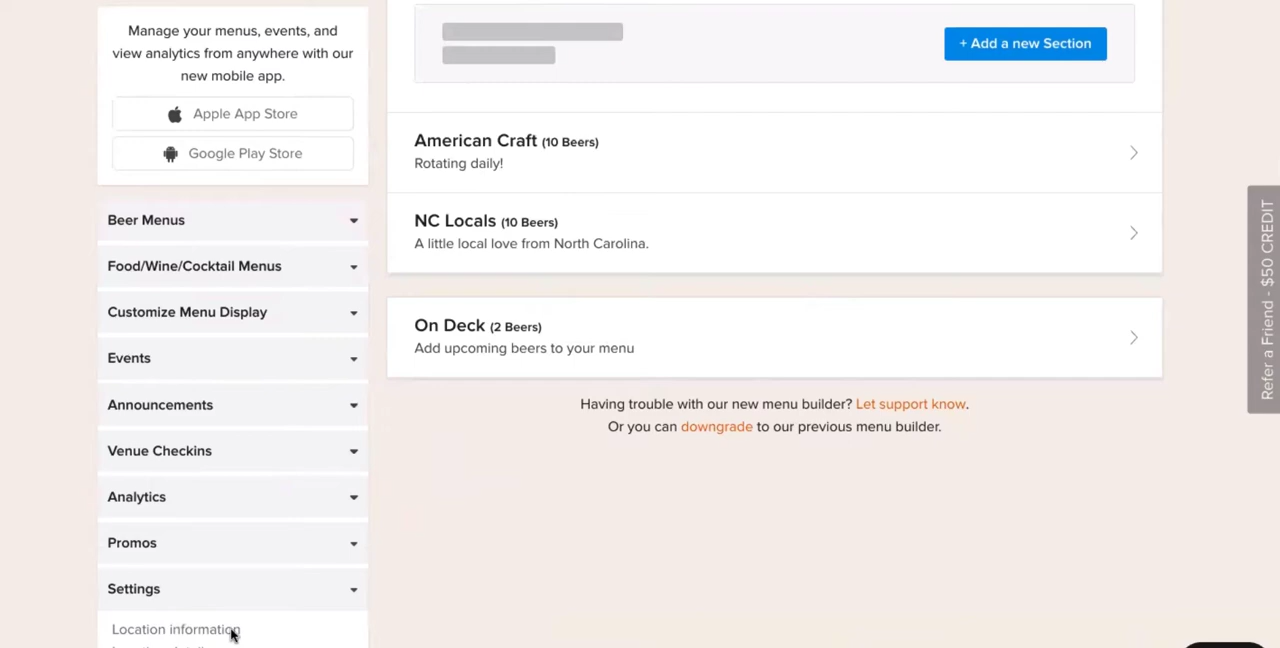 Manage your menus, events, and
view analytics from anywhere with our
new mobile app.
Apple App Store
Google Play Store
Beer Menus
Food/Wine/Cocktail Menus
Customize Menu Display
Events
Announcements
Venue Checkins
Analytics
Promos
Settings
Location information
+ Add a new Section
American Craft (10 Beers)
Rotating daily!
NC Locals (10 Beers)
A little local love from North Carolina.
On Deck (2 Beers)
Add upcoming beers to your menu
Having trouble with our new menu builder? Let support know.
Or you can downgrade to our previous menu builder.
Refer a Friend - $50 CREDIT